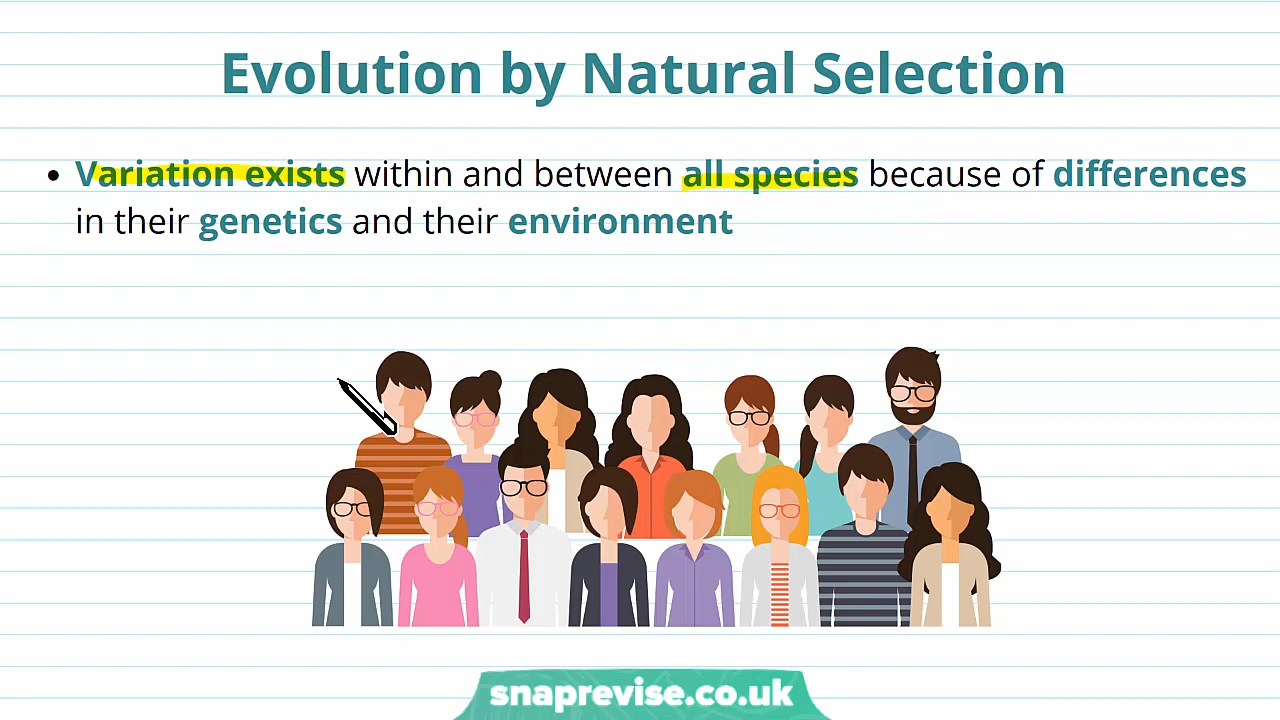 Evolution by Natural Selection
• Variation exists within and between all species because of differences
in their genetics and their environment
snaprevise.co.uk